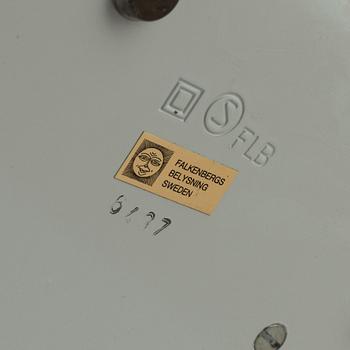 S FLB
FALKENBERGS
BELYSNING
SWEDEN